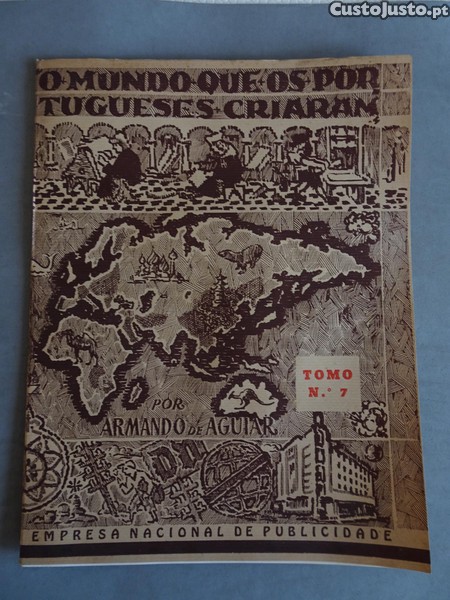 CustoJusto.pt
O·MUNDO·QUE·OS·POR
TUGUESES·CRIARAM
TOMO
N.º 7
POR
ARMANDO DE AGUIAR
EMPRESA NACIONAL DE PUBLICIDADE